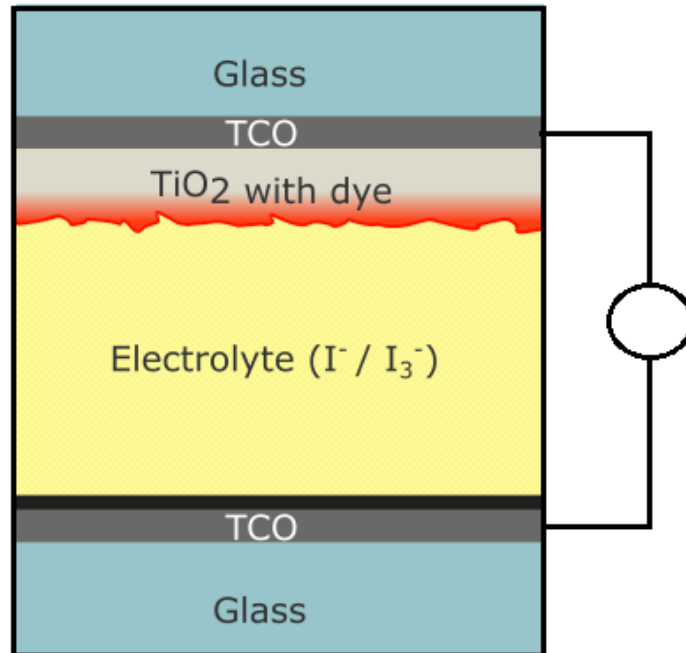 Glass
TCO
TiO2 with dye
Electrolyte (I⁻ / I₃⁻)
TCO
Glass